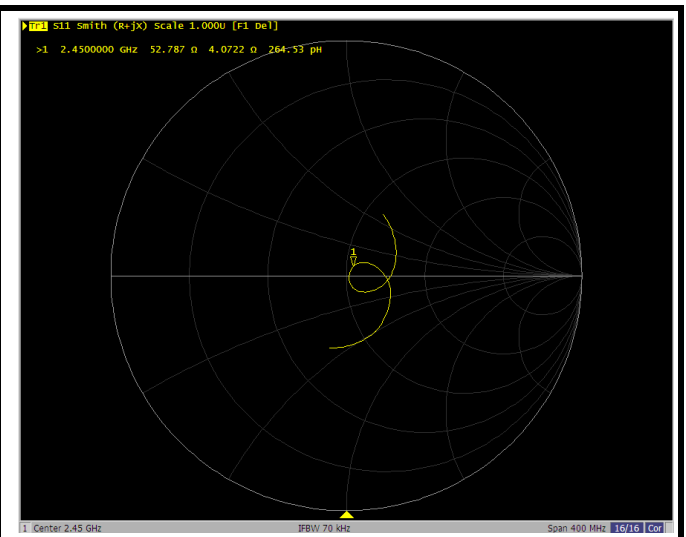 Tr1 S11 Smith (R+jX) Scale 1.000U [F1 Del]
>1 2.4500000 GHz 52.787 Ω 4.0722 Ω 264.53 pH
1
1 Center 2.45 GHz IFBW 70 kHz Span 400 MHz 16/16 Cor